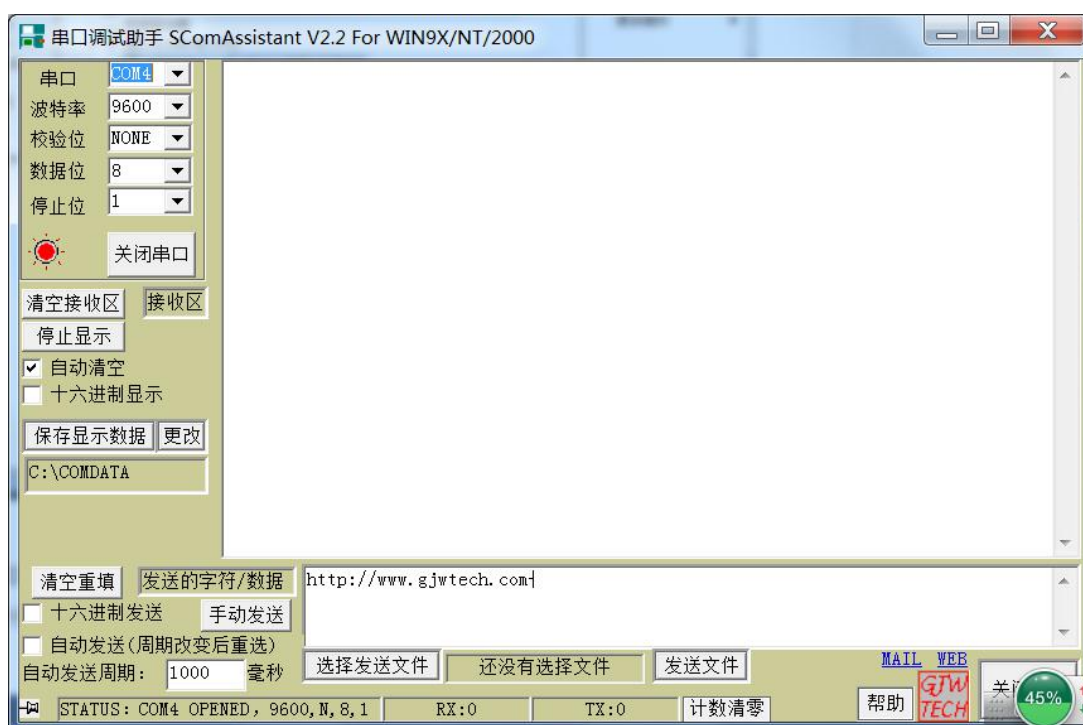 串口调试助手 SComAssistant V2.2 For WIN9X/NT/2000
串口 COM4
波特率 9600
校验位 NONE
数据位 8
停止位 1
关闭串口
清空接收区 接收区
停止显示
自动清空
十六进制显示
保存显示数据 更改
C:\COMDATA
清空重填 发送的字符/数据 http://www.gjwtech.com
十六进制发送 手动发送
自动发送(周期改变后重选)
自动发送周期: 1000 毫秒 选择发送文件 还没有选择文件 发送文件 MAIL WEB
STATUS: COM4 OPENED, 9600,N,8,1 RX:0 TX:0 计数清零 帮助 GJW TECH 45%